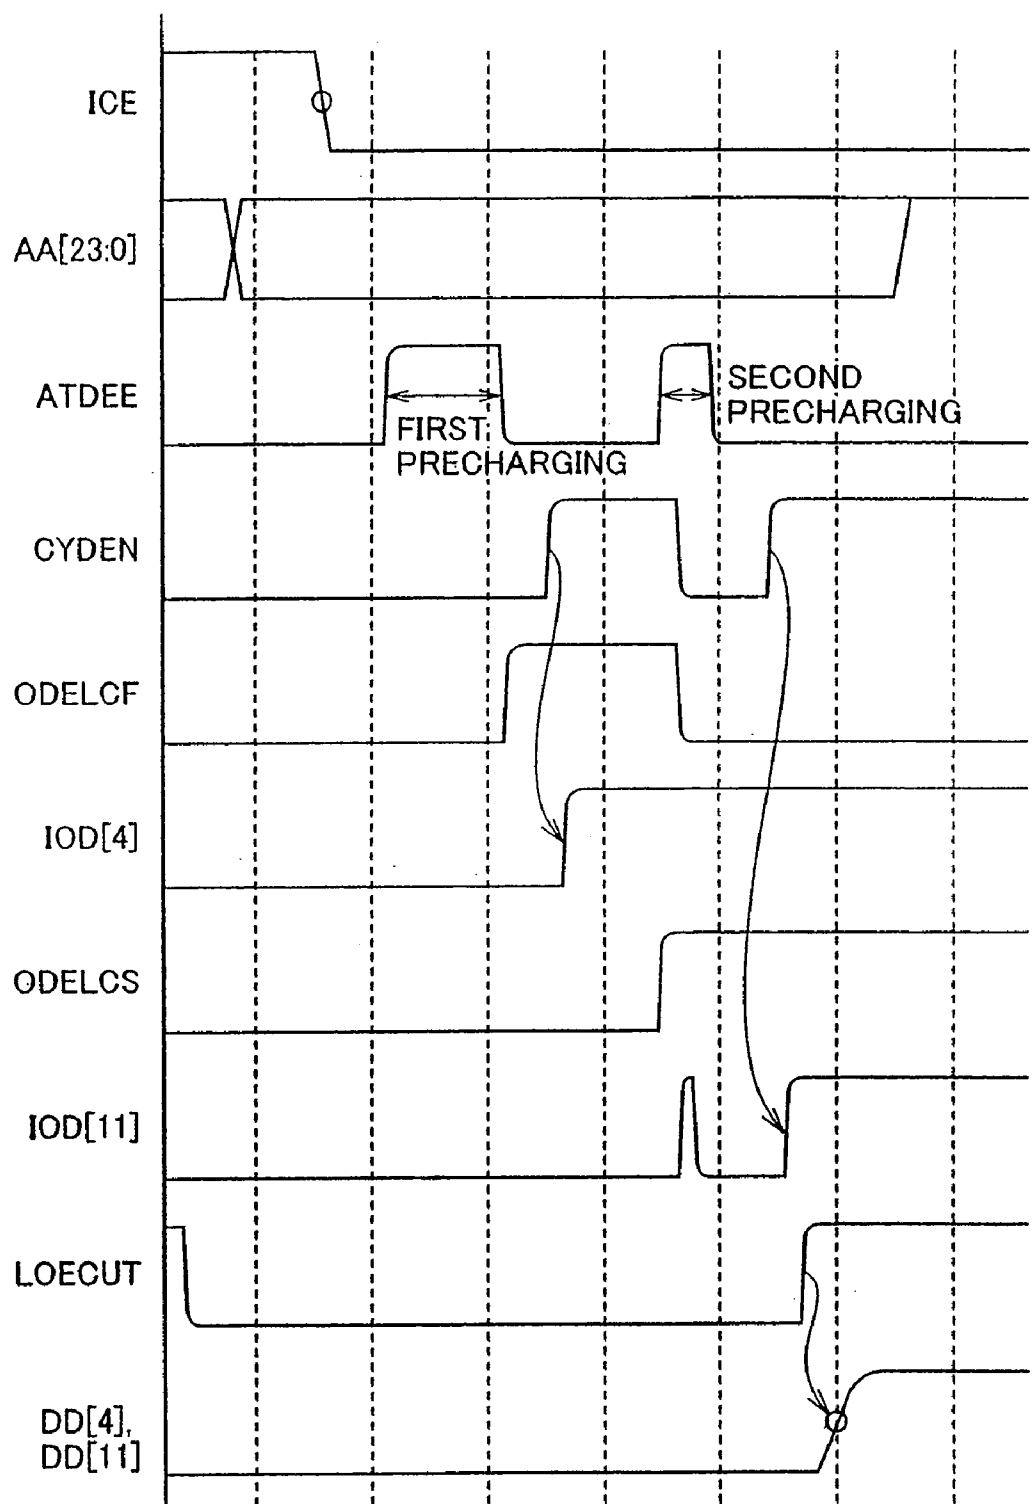 ICE
AA[23:0]
ATDEE
FIRST
PRECHARGING
SECOND
PRECHARGING
CYDEN
ODELCF
IOD[4]
ODELCS
IOD[11]
LOECUT
DD[4],
DD[11]